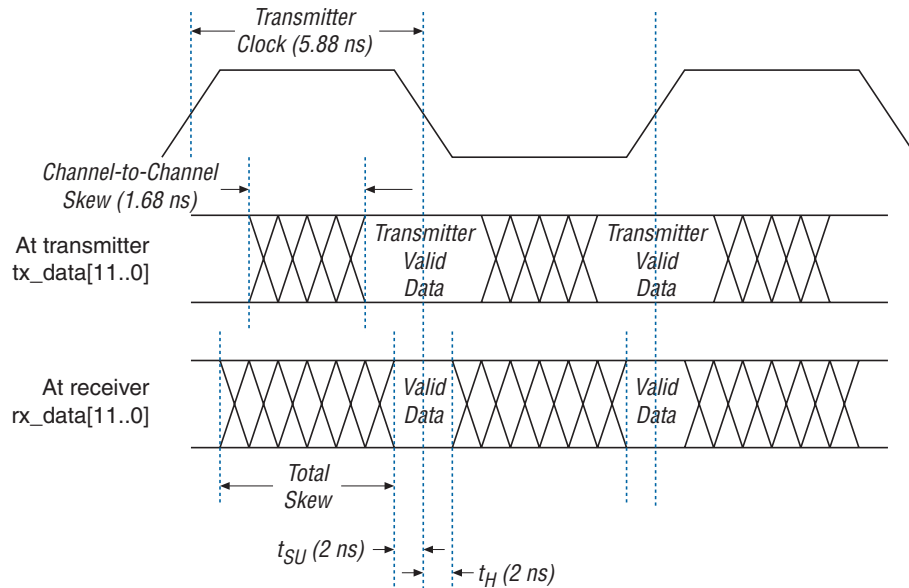 Transmitter
Clock (5.88 ns)
Channel-to-Channel
Skew (1.68 ns)
At transmitter
tx_data[11..0]
Transmitter
Valid
Data
Transmitter
Valid
Data
At receiver
rx_data[11..0]
Valid
Data
Valid
Data
Total
Skew
tSU (2 ns)
tH (2 ns)